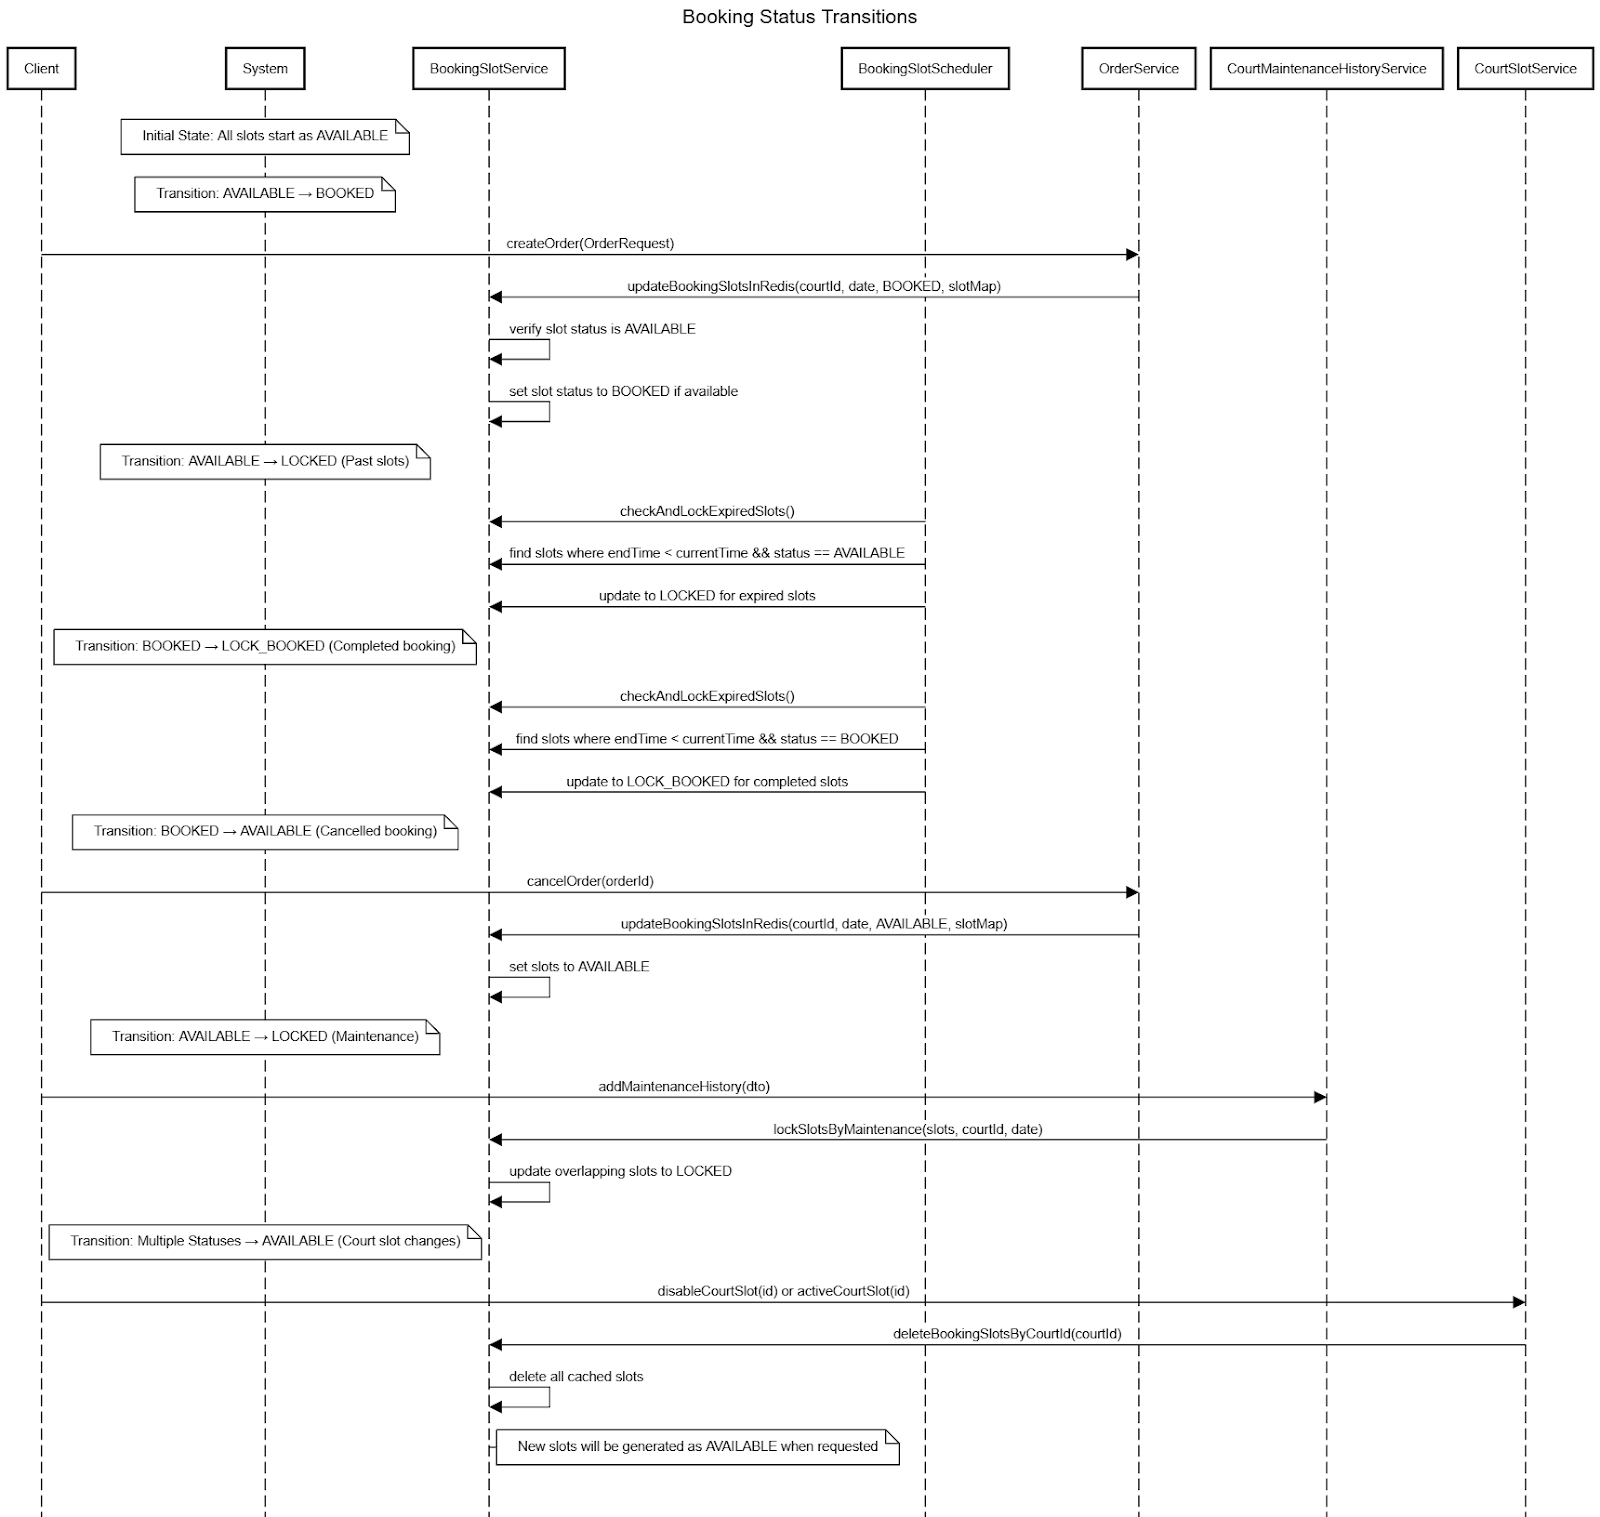 Booking Status Transitions
Client
System
BookingSlotService
BookingSlotScheduler
OrderService
CourtMaintenanceHistoryService
CourtSlotService
Initial State: All slots start as AVAILABLE
Transition: AVAILABLE → BOOKED
createOrder(OrderRequest)
updateBookingSlotsInRedis(courtId, date, BOOKED, slotMap)
verify slot status is AVAILABLE
set slot status to BOOKED if available
Transition: AVAILABLE → LOCKED (Past slots)
checkAndLockExpiredSlots()
find slots where endTime < currentTime && status == AVAILABLE
update to LOCKED for expired slots
Transition: BOOKED → LOCK_BOOKED (Completed booking)
checkAndLockExpiredSlots()
find slots where endTime < currentTime && status == BOOKED
update to LOCK_BOOKED for completed slots
Transition: BOOKED → AVAILABLE (Cancelled booking)
cancelOrder(orderId)
updateBookingSlotsInRedis(courtId, date, AVAILABLE, slotMap)
set slots to AVAILABLE
Transition: AVAILABLE → LOCKED (Maintenance)
addMaintenanceHistory(dto)
lockSlotsByMaintenance(slots, courtId, date)
update overlapping slots to LOCKED
Transition: Multiple Statuses → AVAILABLE (Court slot changes)
disableCourtSlot(id) or activeCourtSlot(id)
deleteBookingSlotsByCourtId(courtId)
delete all cached slots
New slots will be generated as AVAILABLE when requested